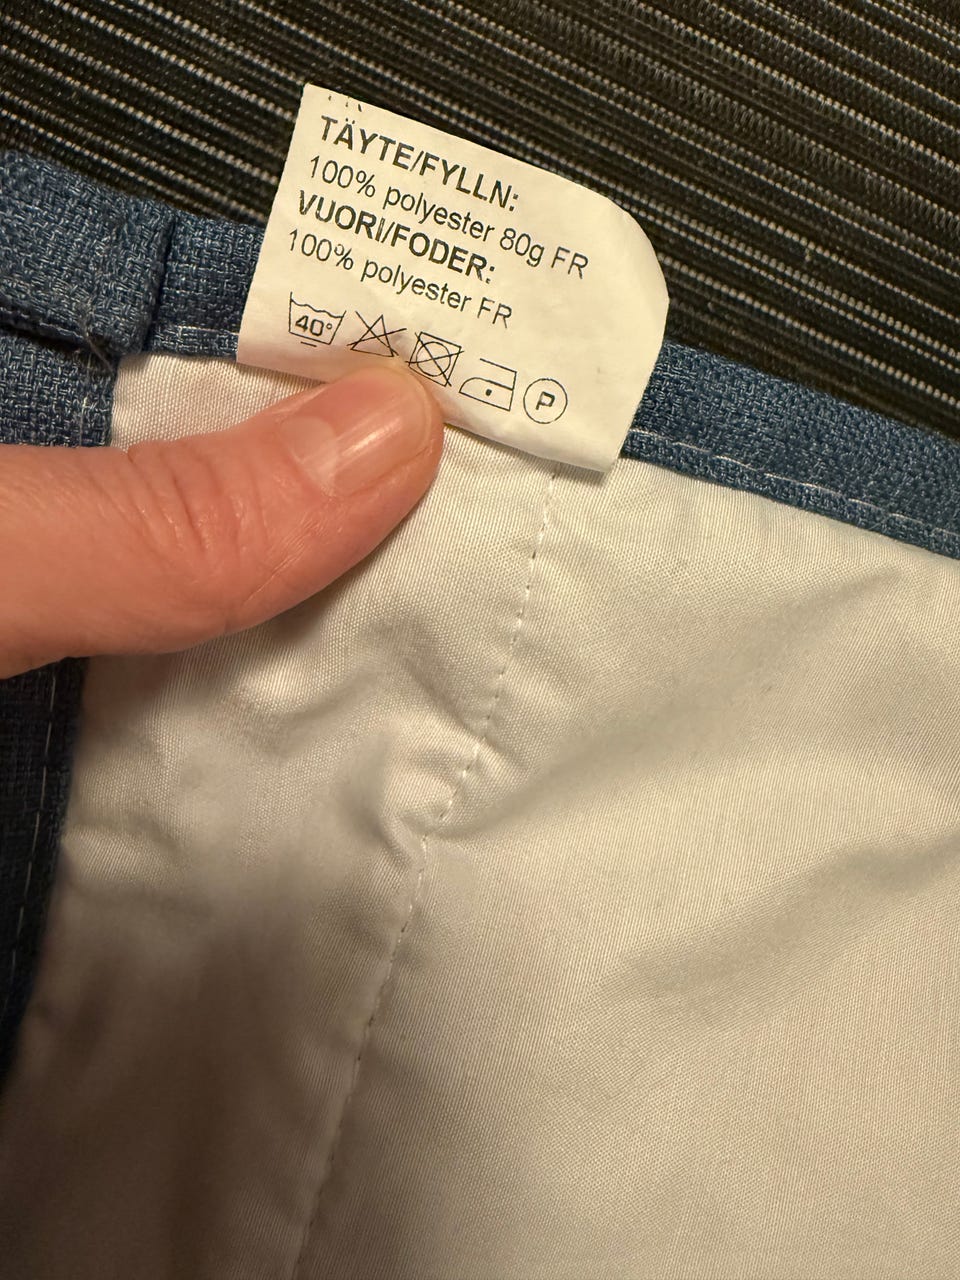 TÄYTE/FYLLN:
100% polyester 80g FR
VUORI/FODER:
100% polyester FR
40°
P